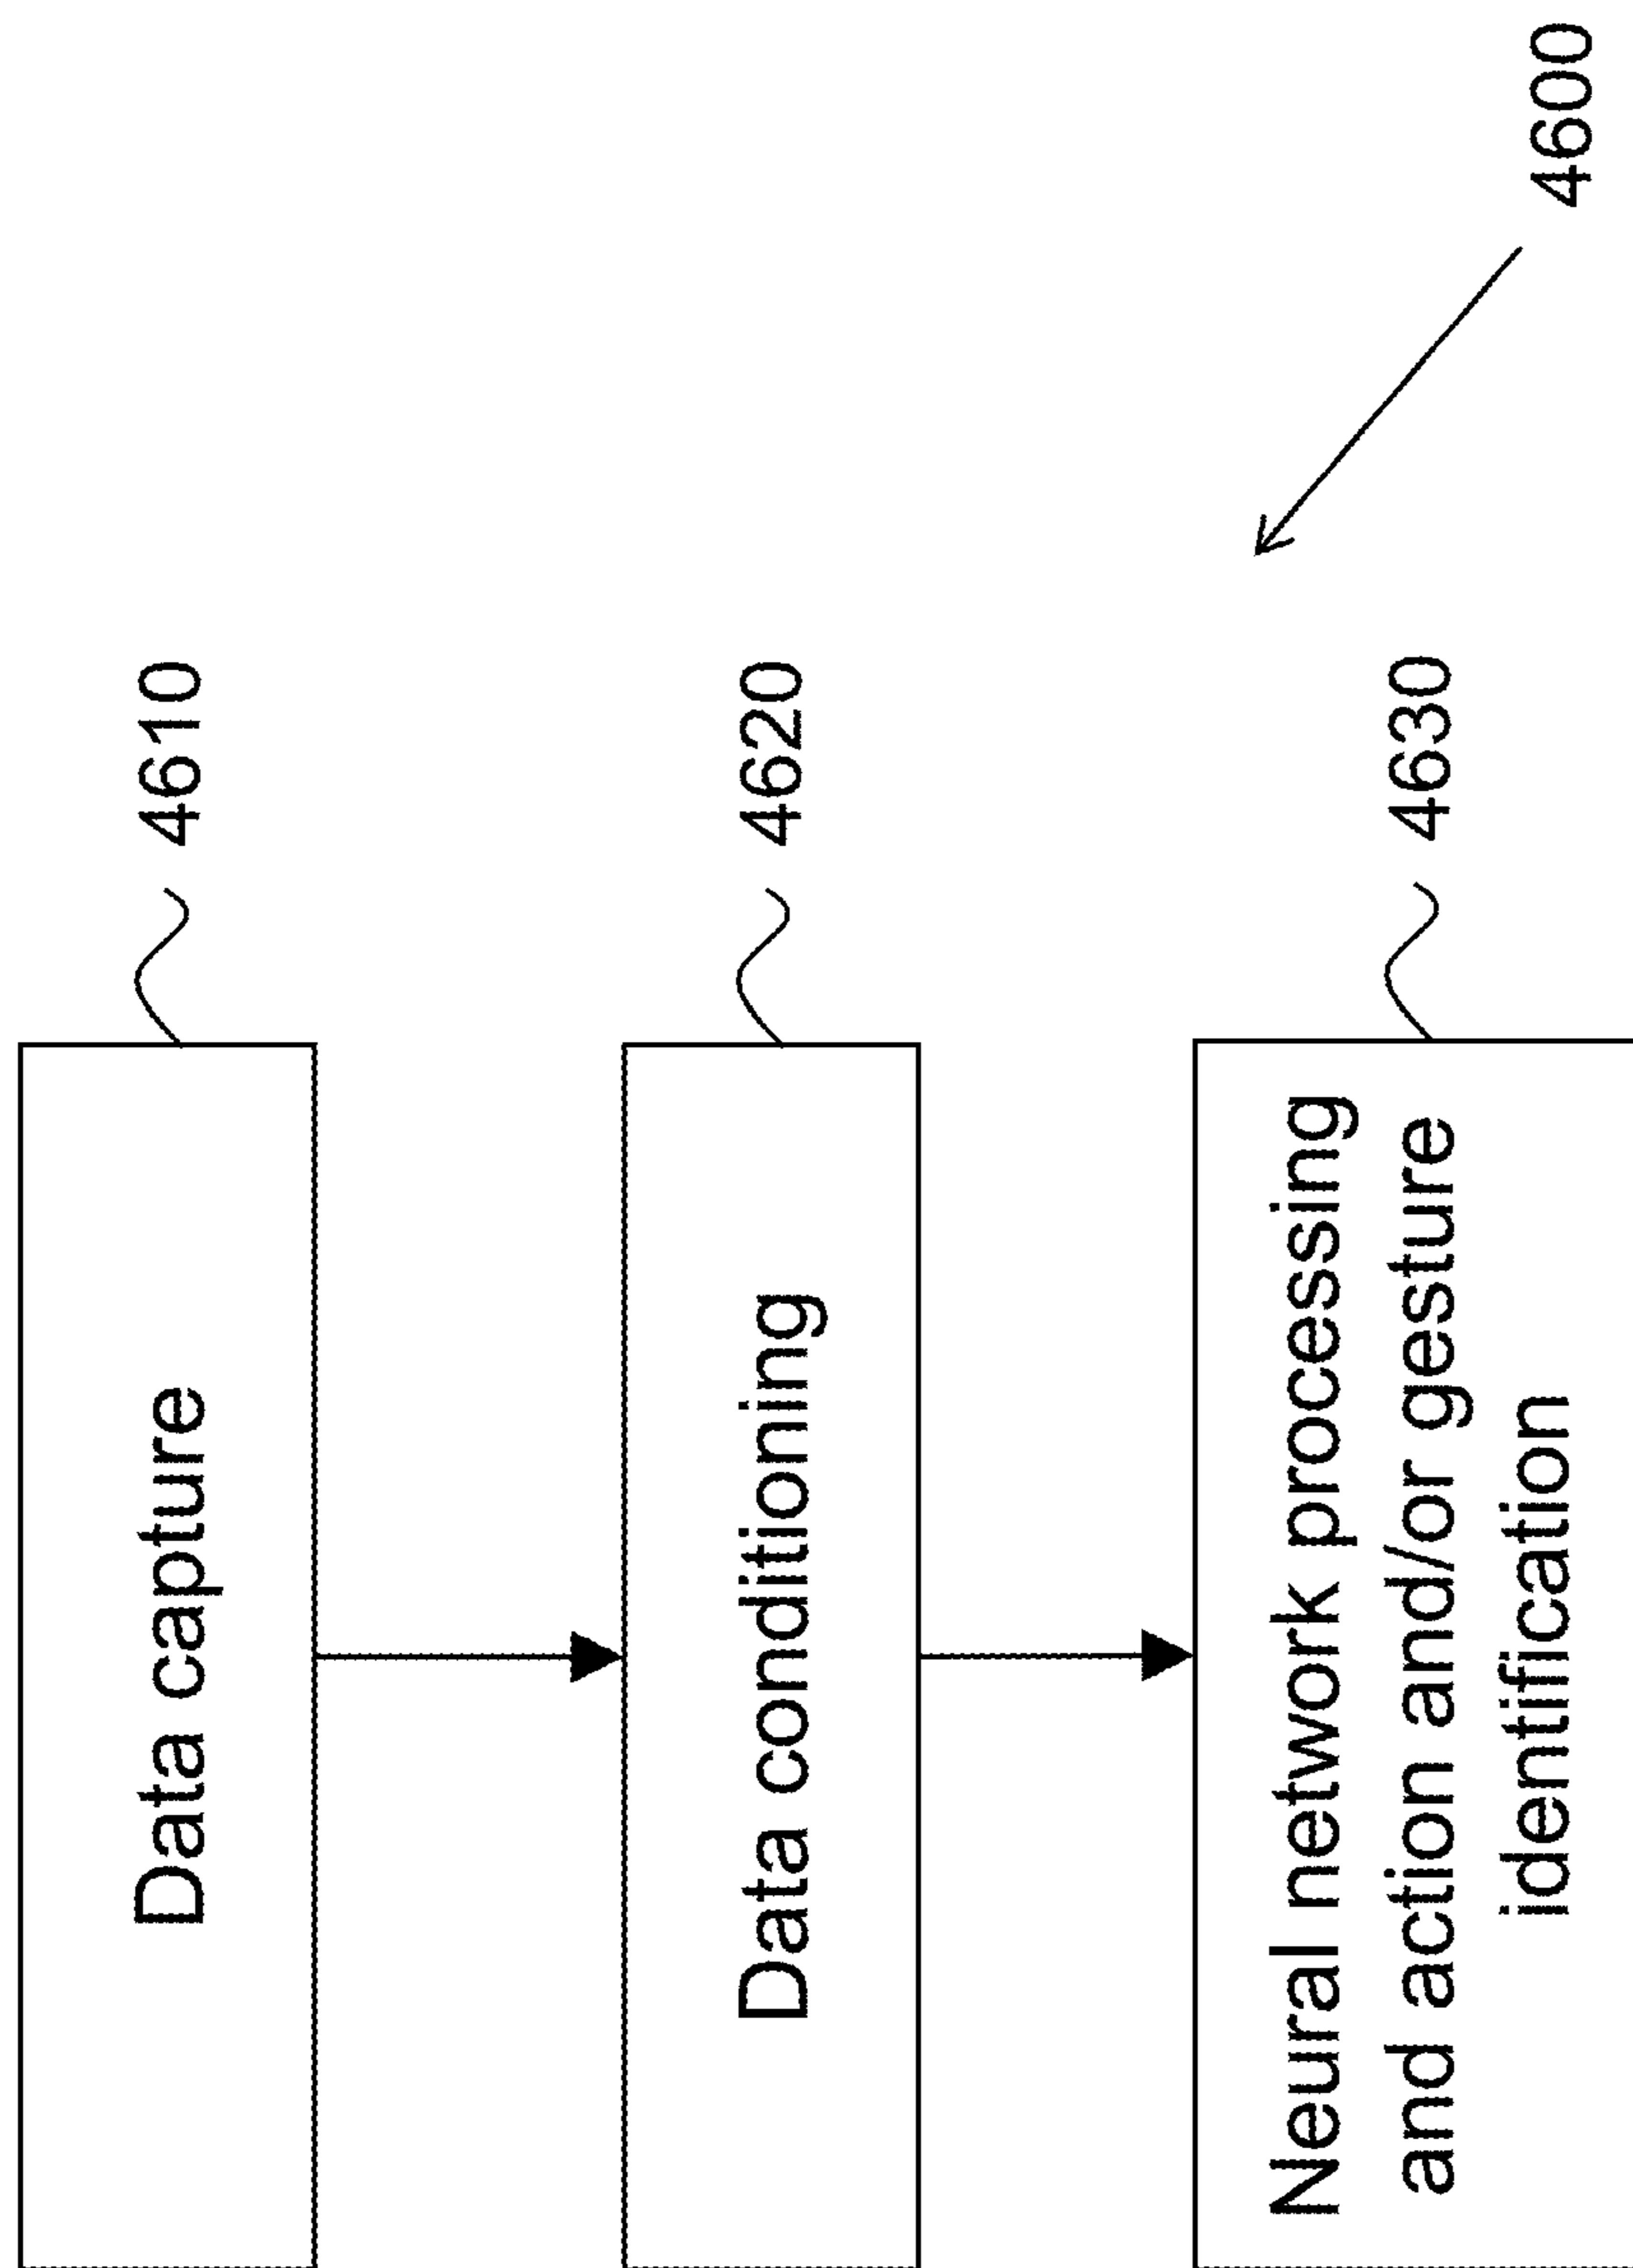 Data capture
4610
Data conditioning
4620
Neural network processing
and action and/or gesture
identification
4630
4600